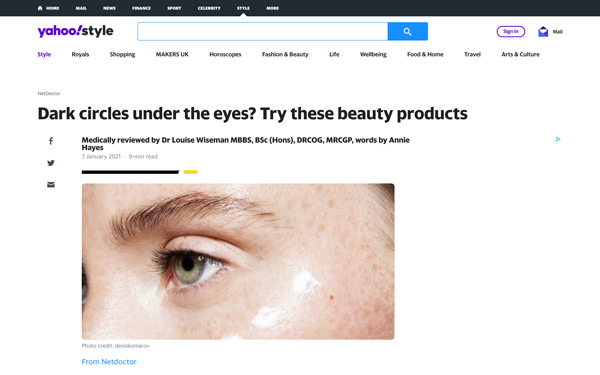 HOME MAIL NEWS FINANCE SPORT CELEBRITY STYLE MORE
yahoo!style
Sign in
Mail
Style Royals Shopping MAKERS UK Horoscopes Fashion & Beauty Life Wellbeing Food & Home Travel Arts & Culture
NetDoctor
Dark circles under the eyes? Try these beauty products
Medically reviewed by Dr Louise Wiseman MBBS, BSc (Hons), DRCOG, MRCGP, words by Annie
Hayes
7 January 2021 · 9-min read
Photo credit: deniskomarov
From Netdoctor